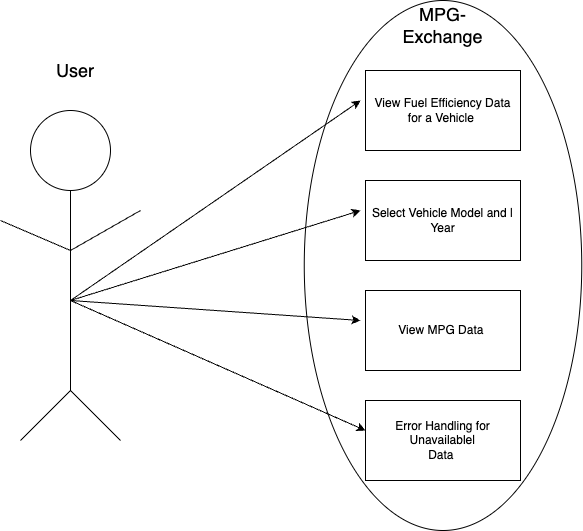 MPG-
Exchange
User
View Fuel Efficiency Data
for a Vehicle
Select Vehicle Model and l
Year
View MPG Data
Error Handling for
Unavailablel
Data